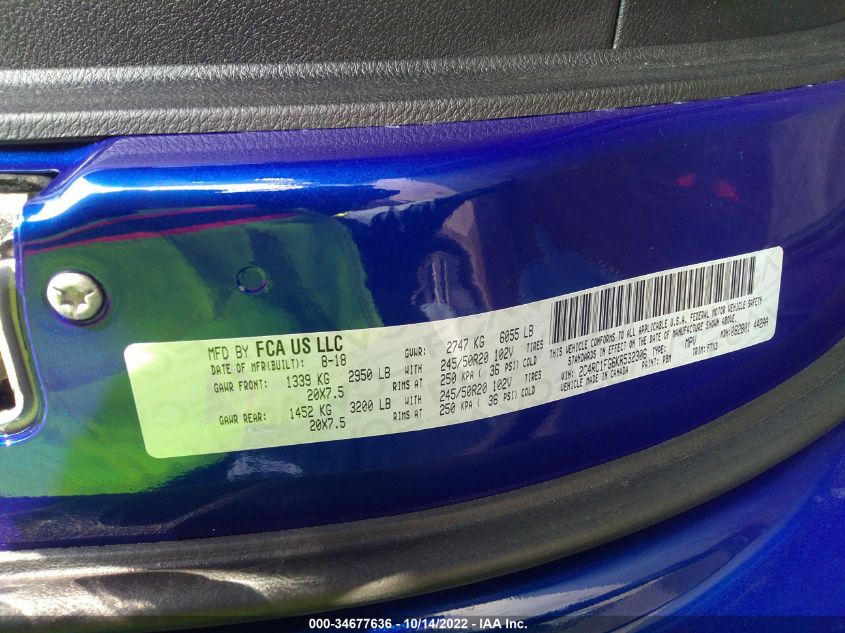 MFD BY FCA US LLC
DATE OF MFR(BUILT): 8-18 GVWR: 2747 KG 6055 LB
GAWR FRONT: 1339 KG 2950 LB WITH 245/50R20 102V TIRES
20X7.5 RIMS AT 250 KPA ( 36 PSI) COLD
GAWR REAR: 1452 KG 3200 LB WITH 245/50R20 102V TIRES
20X7.5 RIMS AT 250 KPA ( 36 PSI) COLD
THIS VEHICLE CONFORMS TO ALL APPLICABLE U.S.A. FEDERAL MOTOR VEHICLE SAFETY
STANDARDS IN EFFECT ON THE DATE OF MANUFACTURE SHOWN ABOVE.
VIN: 2C4RC1FG6KR532306 TYPE: MPV
MADE IN CANADA PAINT: PBM TRIM:
000-34677636 - 10/14/2022 - IAA Inc.